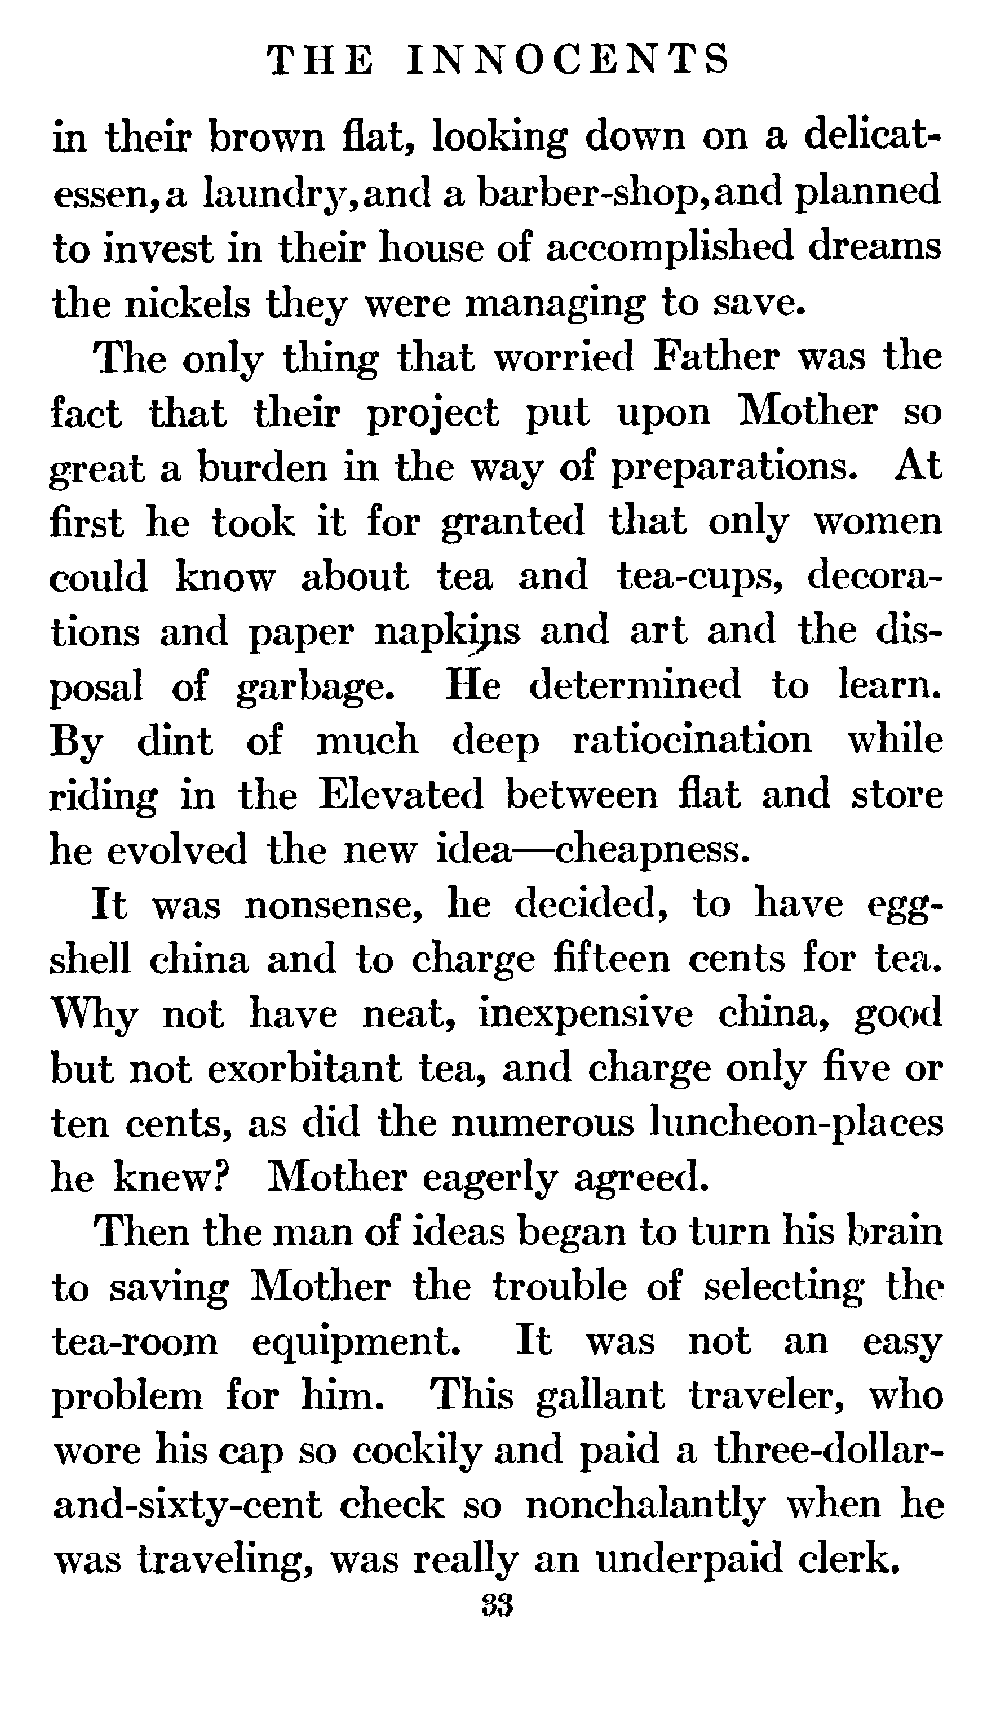 THE INNOCENTS
in their brown flat, looking down on a delicat-
essen, a laundry, and a barber-shop, and planned
to invest in their house of accomplished dreams
the nickels they were managing to save.
The only thing that worried Father was the
fact that their project put upon Mother so
great a burden in the way of preparations. At
first he took it for granted that only women
could know about tea and tea-cups, decora-
tions and paper napkins and art and the dis-
posal of garbage. He determined to learn.
By dint of much deep ratiocination while
riding in the Elevated between flat and store
he evolved the new idea—cheapness.
It was nonsense, he decided, to have egg-
shell china and to charge fifteen cents for tea.
Why not have neat, inexpensive china, good
but not exorbitant tea, and charge only five or
ten cents, as did the numerous luncheon-places
he knew? Mother eagerly agreed.
Then the man of ideas began to turn his brain
to saving Mother the trouble of selecting the
tea-room equipment. It was not an easy
problem for him. This gallant traveler, who
wore his cap so cockily and paid a three-dollar-
and-sixty-cent check so nonchalantly when he
was traveling, was really an underpaid clerk.
33